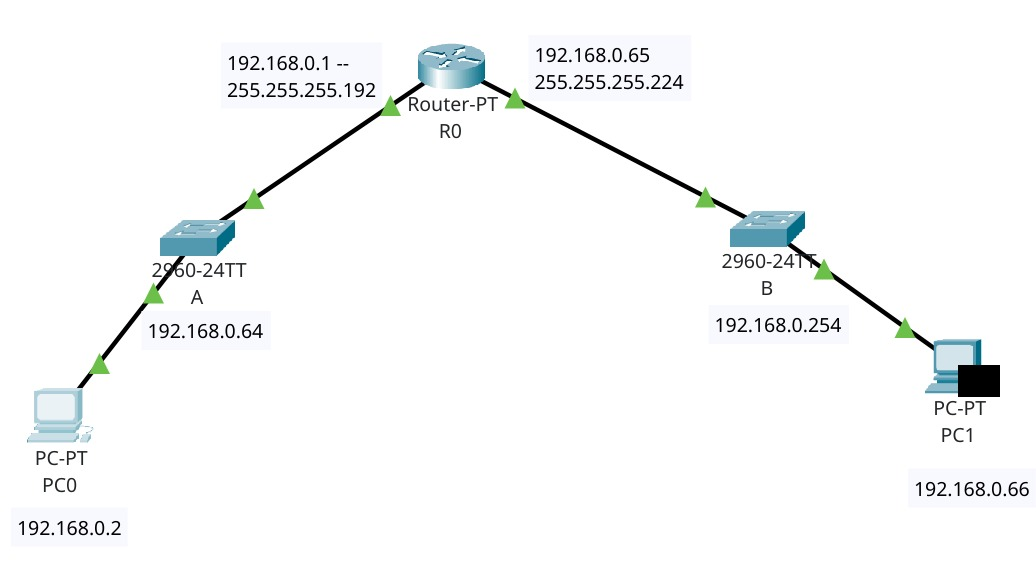 192.168.0.1 --
255.255.255.192
192.168.0.65
255.255.255.224
Router-PT
R0
2960-24TT
A
192.168.0.64
2960-24TT
B
192.168.0.254
PC-PT
PC0
192.168.0.2
PC-PT
PC1
192.168.0.66